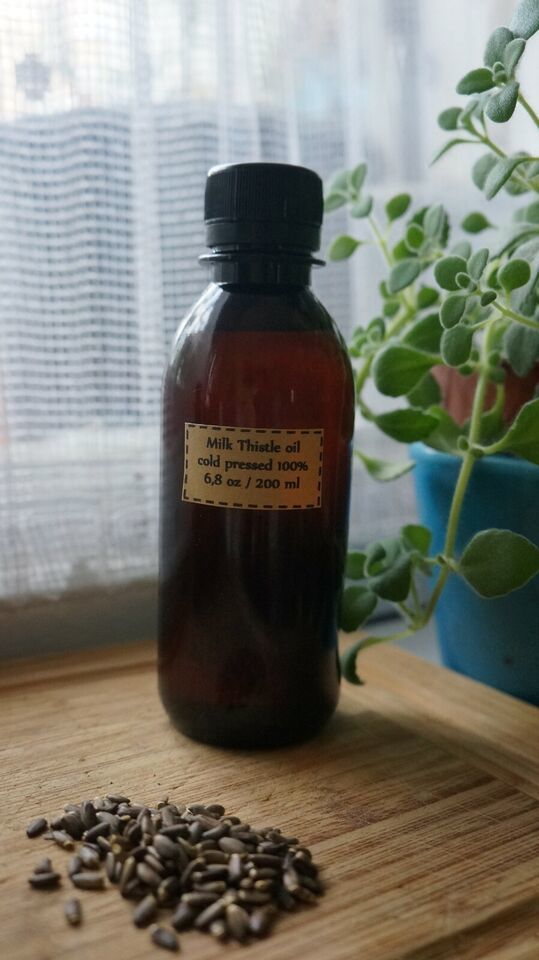 Milk Thistle oil
cold pressed 100%
6,8 oz / 200 ml